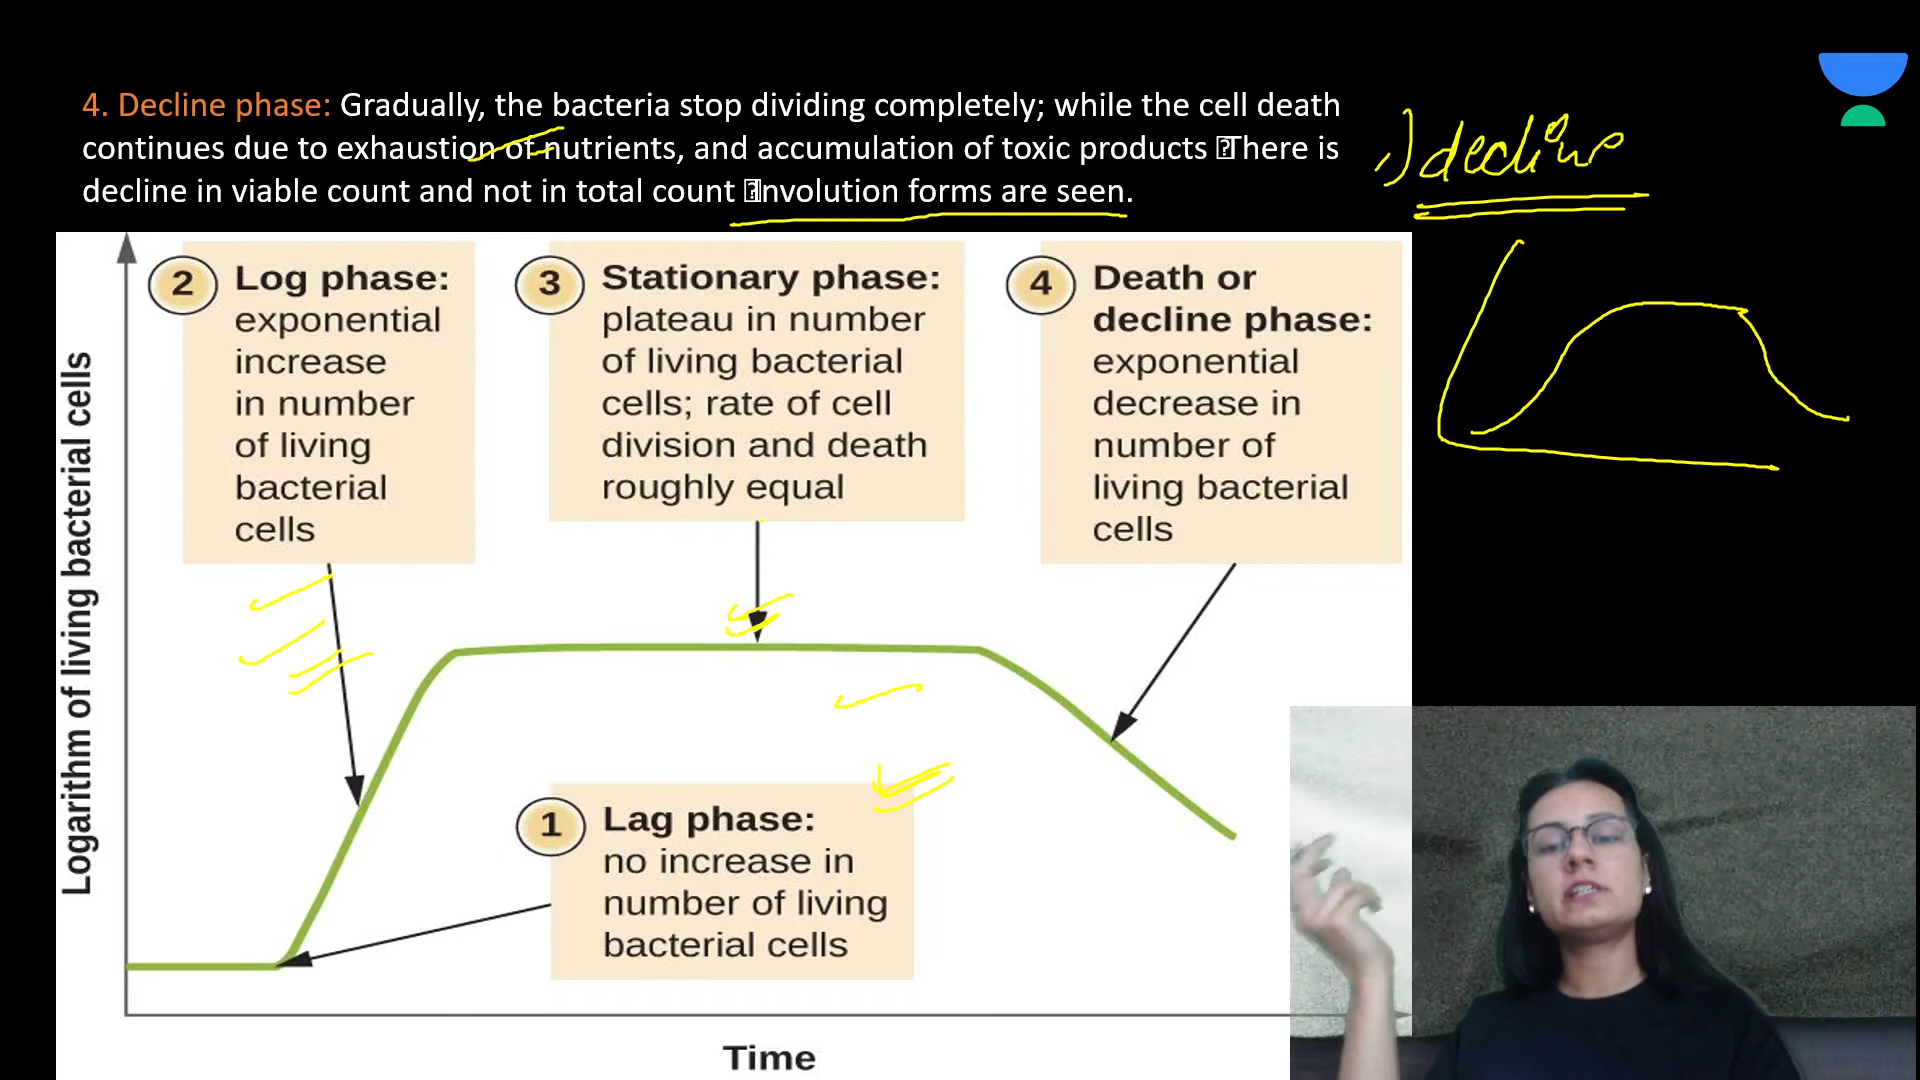 4. Decline phase: Gradually, the bacteria stop dividing completely; while the cell death
continues due to exhaustion of nutrients, and accumulation of toxic products There is
decline in viable count and not in total count Involution forms are seen.
1) decline
2 Log phase:
exponential
increase
in number
of living
bacterial
cells
3 Stationary phase:
plateau in number
of living bacterial
cells; rate of cell
division and death
roughly equal
4 Death or
decline phase:
exponential
decrease in
number of
living bacterial
cells
1 Lag phase:
no increase in
number of living
bacterial cells
Logarithm of living bacterial cells
Time